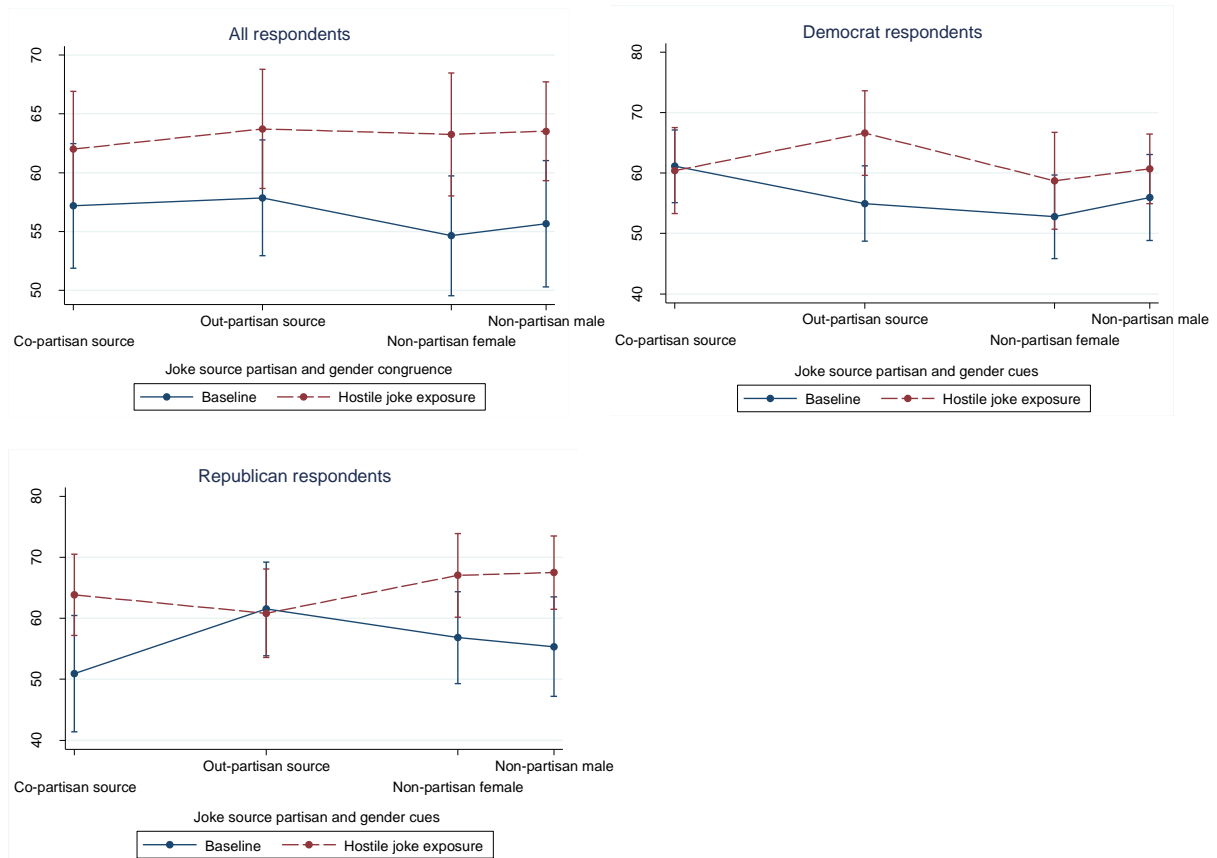 All respondents
70
65
60
55
50
Out-partisan source
Non-partisan male
Co-partisan source
Non-partisan female
Joke source partisan and gender congruence
Baseline
Hostile joke exposure
Democrat respondents
80
70
60
50
40
Out-partisan source
Non-partisan male
Co-partisan source
Non-partisan female
Joke source partisan and gender cues
Baseline
Hostile joke exposure
Republican respondents
80
70
60
50
40
Out-partisan source
Non-partisan male
Co-partisan source
Non-partisan female
Joke source partisan and gender cues
Baseline
Hostile joke exposure